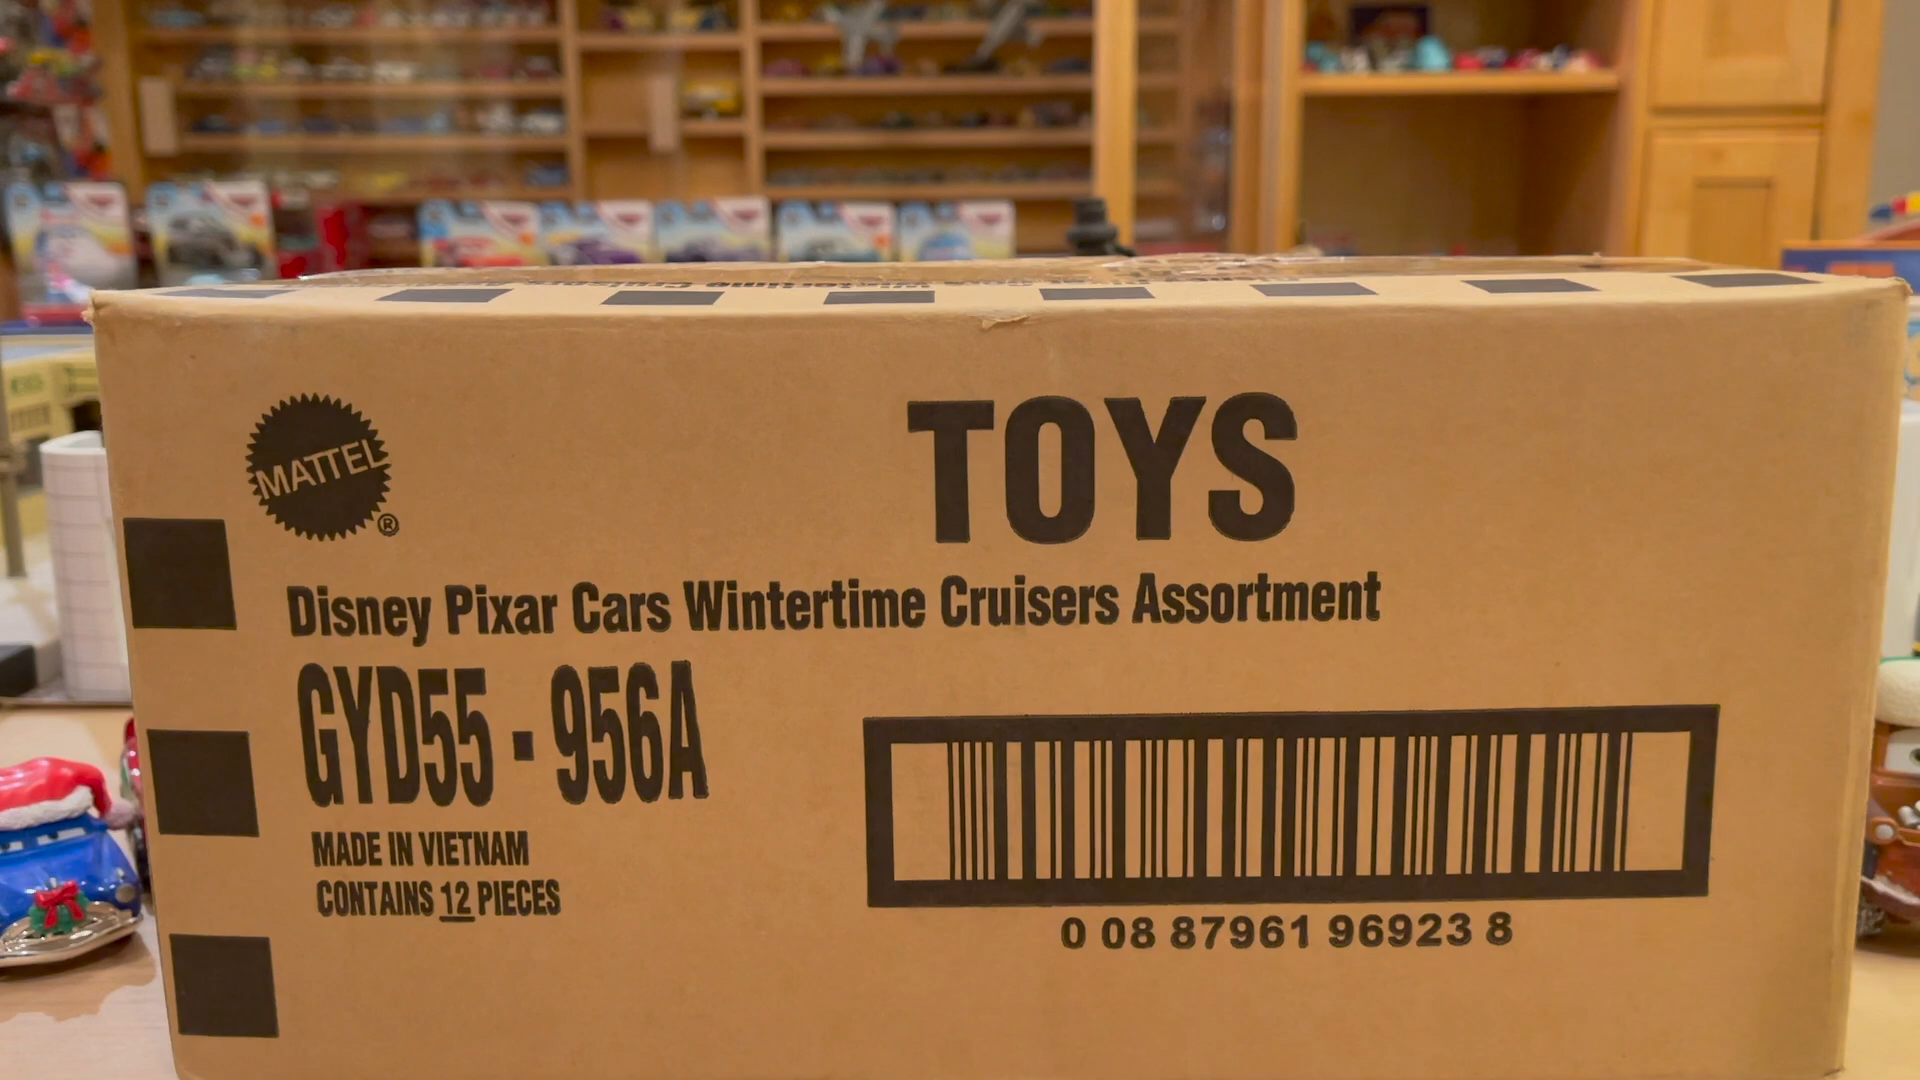 MATTEL
®
TOYS
Disney Pixar Cars Wintertime Cruisers Assortment
GYD55 - 956A
MADE IN VIETNAM
CONTAINS 12 PIECES
0 08 87961 96923 8